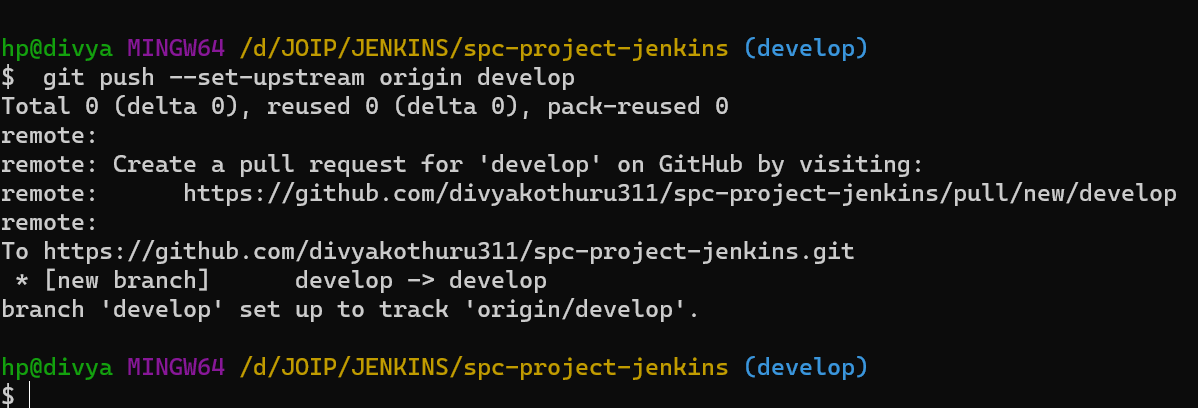 hp@divya MINGW64 /d/JOIP/JENKINS/spc-project-jenkins (develop)
$  git push --set-upstream origin develop
Total 0 (delta 0), reused 0 (delta 0), pack-reused 0
remote:
remote: Create a pull request for 'develop' on GitHub by visiting:
remote:      https://github.com/divyakothuru311/spc-project-jenkins/pull/new/develop
remote:
To https://github.com/divyakothuru311/spc-project-jenkins.git
 * [new branch]      develop -> develop
branch 'develop' set up to track 'origin/develop'.
hp@divya MINGW64 /d/JOIP/JENKINS/spc-project-jenkins (develop)
$